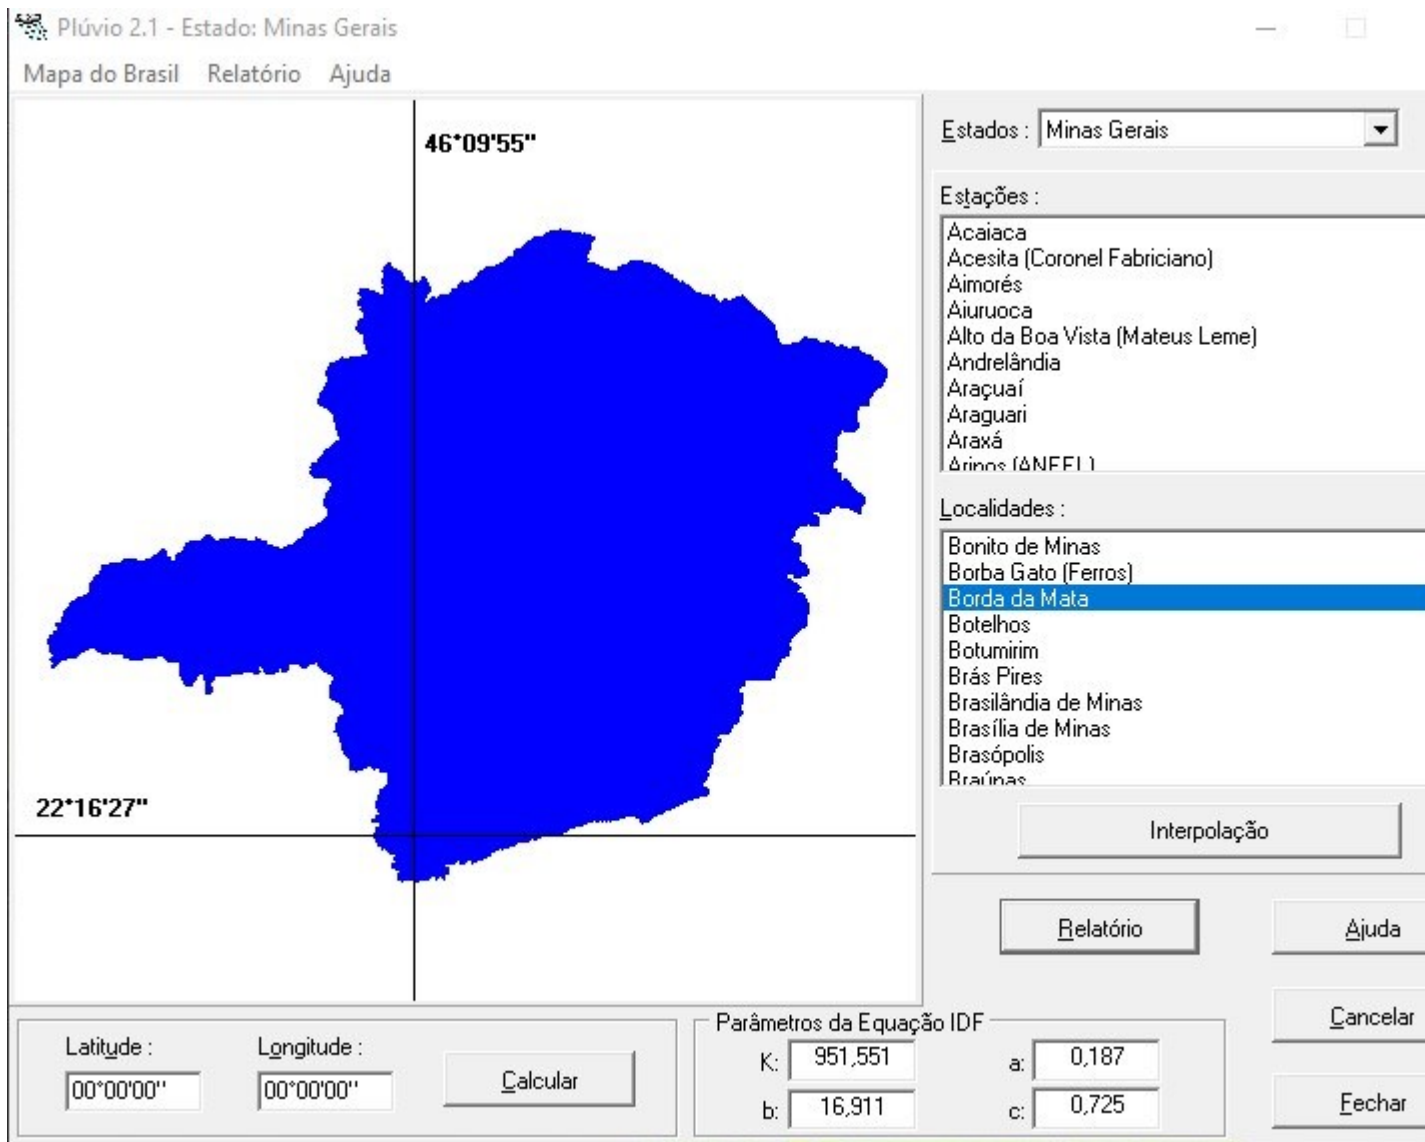 Plúvio 2.1 - Estado: Minas Gerais
Mapa do Brasil Relatório Ajuda
46°09'55"
22°16'27"
Estados : Minas Gerais
Estações :
Acaiaca
Acesita (Coronel Fabriciano)
Aimorés
Aiuruoca
Alto da Boa Vista (Mateus Leme)
Andrelândia
Araçuaí
Araguari
Araxá
Arinos (ANEEL)
Localidades :
Bonito de Minas
Borba Gato (Ferros)
Borda da Mata
Botelhos
Botumirim
Brás Pires
Brasilândia de Minas
Brasília de Minas
Brasópolis
Braúnas
Interpolação
Relatório Ajuda
Cancelar
Fechar
Latitude : Longitude :
00°00'00" 00°00'00" Calcular
Parâmetros da Equação IDF
K: 951,551 a: 0,187
b: 16,911 c: 0,725